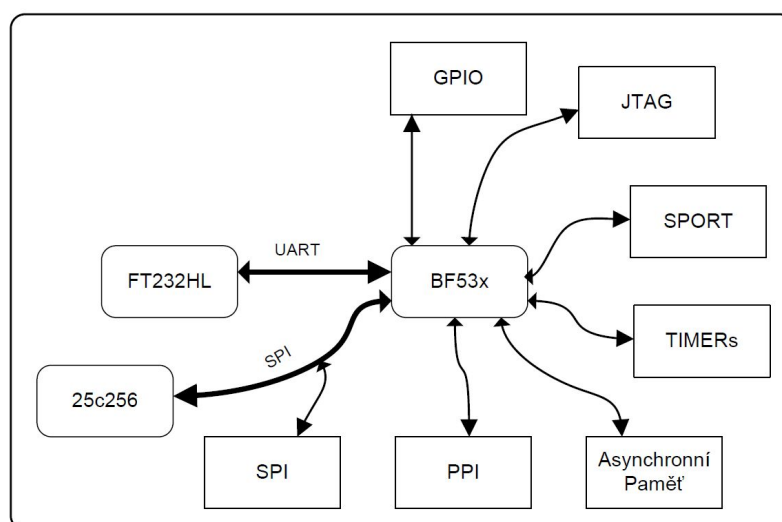 GPIO
JTAG
SPORT
UART
FT232HL
BF53x
TIMERs
SPI
25c256
SPI
PPI
Asynchronní
Paměť